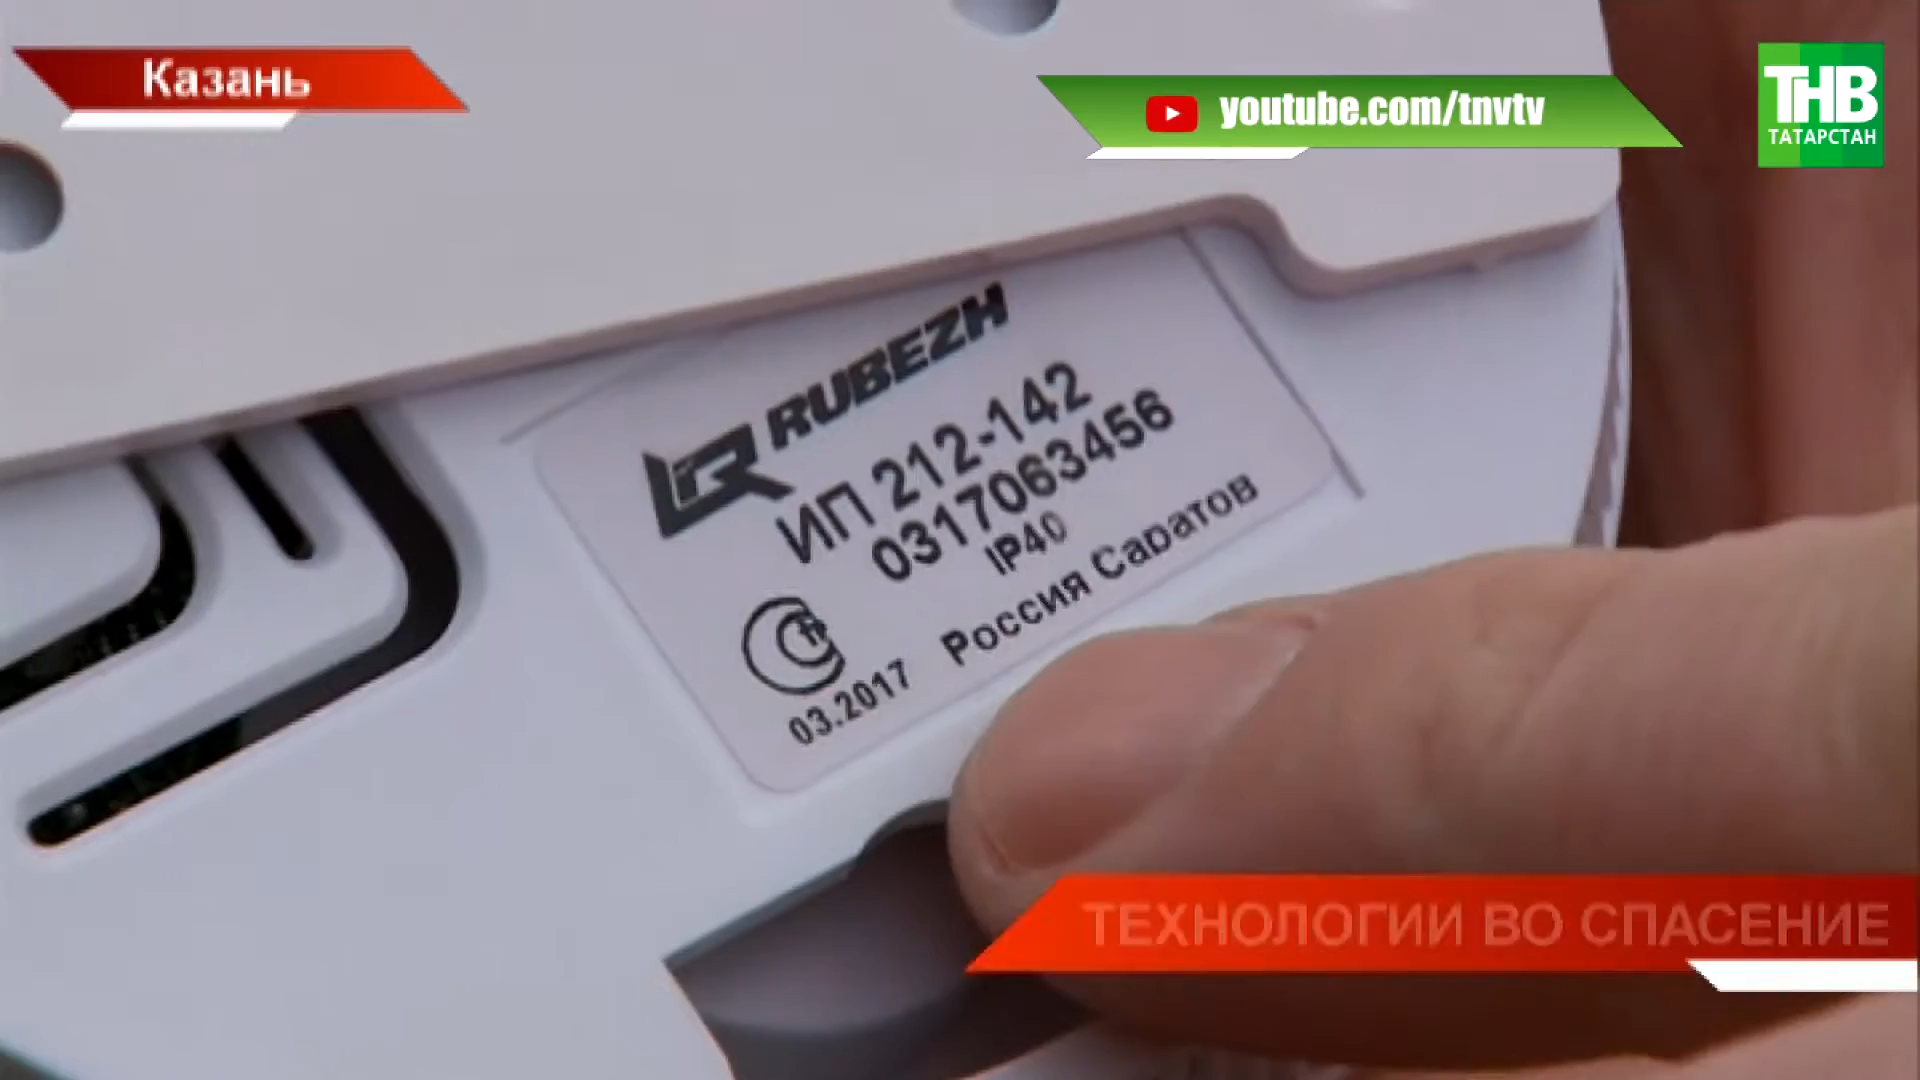 Казань
youtube.com/tnvtv
ТНВ
ТАТАРСТАН
RUBEZH
ИП 212-142
0317063456
IP40
03.2017 Россия Саратов
ТЕХНОЛОГИИ ВО СПАСЕНИЕ